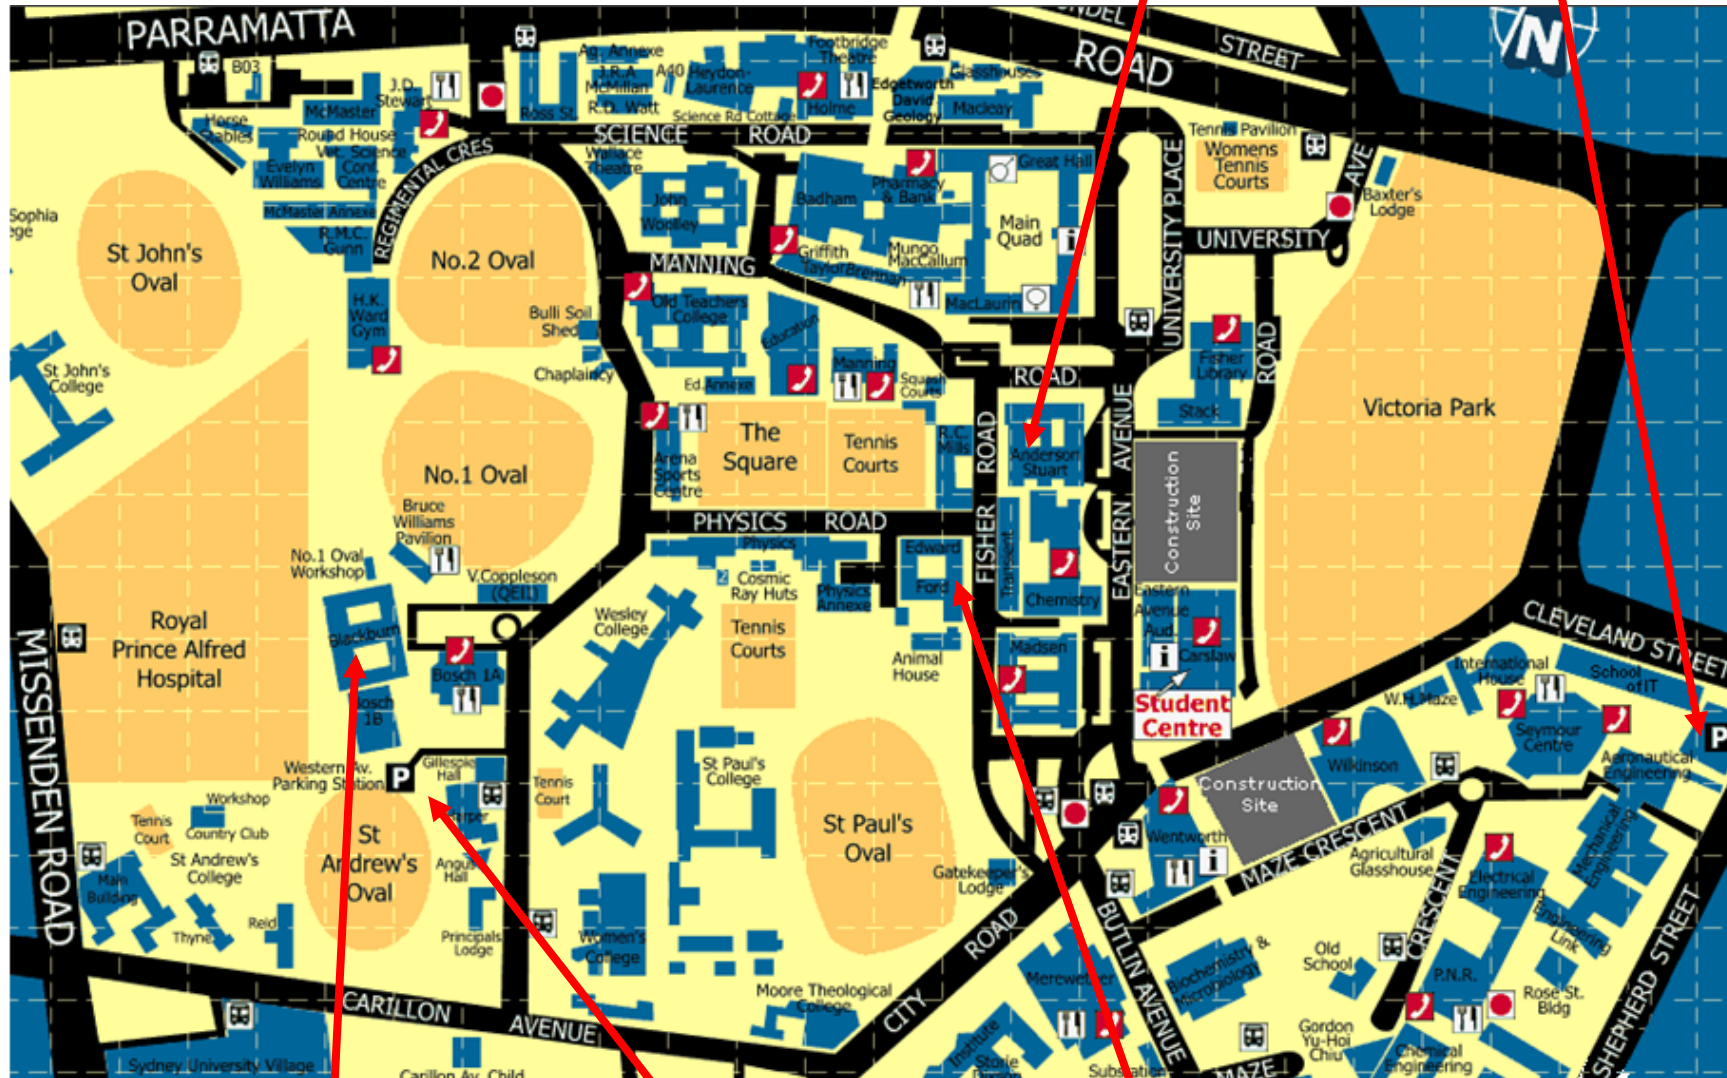 PARRAMATTA
ROAD
STREET
N
B03
J.D.
Stewart
McMaster
Horse
Stables
Round House
Vet. Science
Conf.
Centre
Evelyn
Williams
McMaster Annexe
R.M.C.
Gunn
REGIMENTAL CRES
Ag. Annexe
J.R.A
McMillan
R.D. Watt
Ross St.
A40
Heydon-
Laurence
Science Rd Cottage
Footbridge
Theatre
Holme
Edgeworth
David
Geology
Glasshouses
Macleay
SCIENCE ROAD
Wallace
Theatre
John
Woolley
Badham
Pharmacy
& Bank
Great Hall
Main
Quad
i
Griffith
Taylor
Brennan
Mungo
MacCallum
MacLaurin
MANNING
ROAD
UNIVERSITY PLACE
Tennis Pavilion
Womens
Tennis
Courts
AVE
Baxter's
Lodge
UNIVERSITY
ROAD
Fisher
Library
Stack
Victoria Park
Sophia
ege
St John's
Oval
St John's
College
No.2 Oval
H.K.
Ward
Gym
Bulli Soil
Shed
Chaplaincy
Old Teachers
College
Education
Ed.Annexe
Manning
Squash
Courts
The
Square
Tennis
Courts
Arena
Sports
Centre
R.C.
Mills
FISHER ROAD
Anderson
Stuart
EASTERN AVENUE
Construction
Site
No.1 Oval
Bruce
Williams
Pavilion
No.1 Oval
Workshop
V.Coppleson
(QEII)
PHYSICS ROAD
Physics
2
Cosmic
Ray Huts
Physics
Annexe
Edward
Ford
Transient
Chemistry
Eastern
Avenue
Aud.
i
Carslaw
Student
Centre
Madsen
Animal
House
Tennis
Courts
Wesley
College
Royal
Prince Alfred
Hospital
MISSENDEN ROAD
Blackburn
Bosch 1A
Bosch
1B
Western Av.
Parking Station
P
Gillespie
Hall
Tennis
Court
Workshop
Country Club
Tennis
Court
St Andrew's
College
Main
Building
Thyne
Reid
St
Andrew's
Oval
Angus
Hall
Principals
Lodge
St Paul's
College
St Paul's
Oval
Gatekeeper's
Lodge
Women's
College
Moore Theological
College
CARILLON AVENUE
Sydney University Village
Carillon Av. Child
CITY ROAD
CLEVELAND STREET
International
House
School
of IT
W.H.Maze
Seymour
Centre
Aeronautical
Engineering
P
Wilkinson
Construction
Site
Wentworth
i
MAZE CRESCENT
Agricultural
Glasshouse
Electrical
Engineering
Mechanical
Engineering
Engineering
Link
CRESCENT
SHEPHERD STREET
BUTLIN AVENUE
Merewether
Biochemistry &
Microbiology
Old
School
P.N.R.
Rose St.
Bldg
Gordon
Yu-Hoi
Chiu
Chemical
Engineering
Institute
Storie
Substation
MAZE